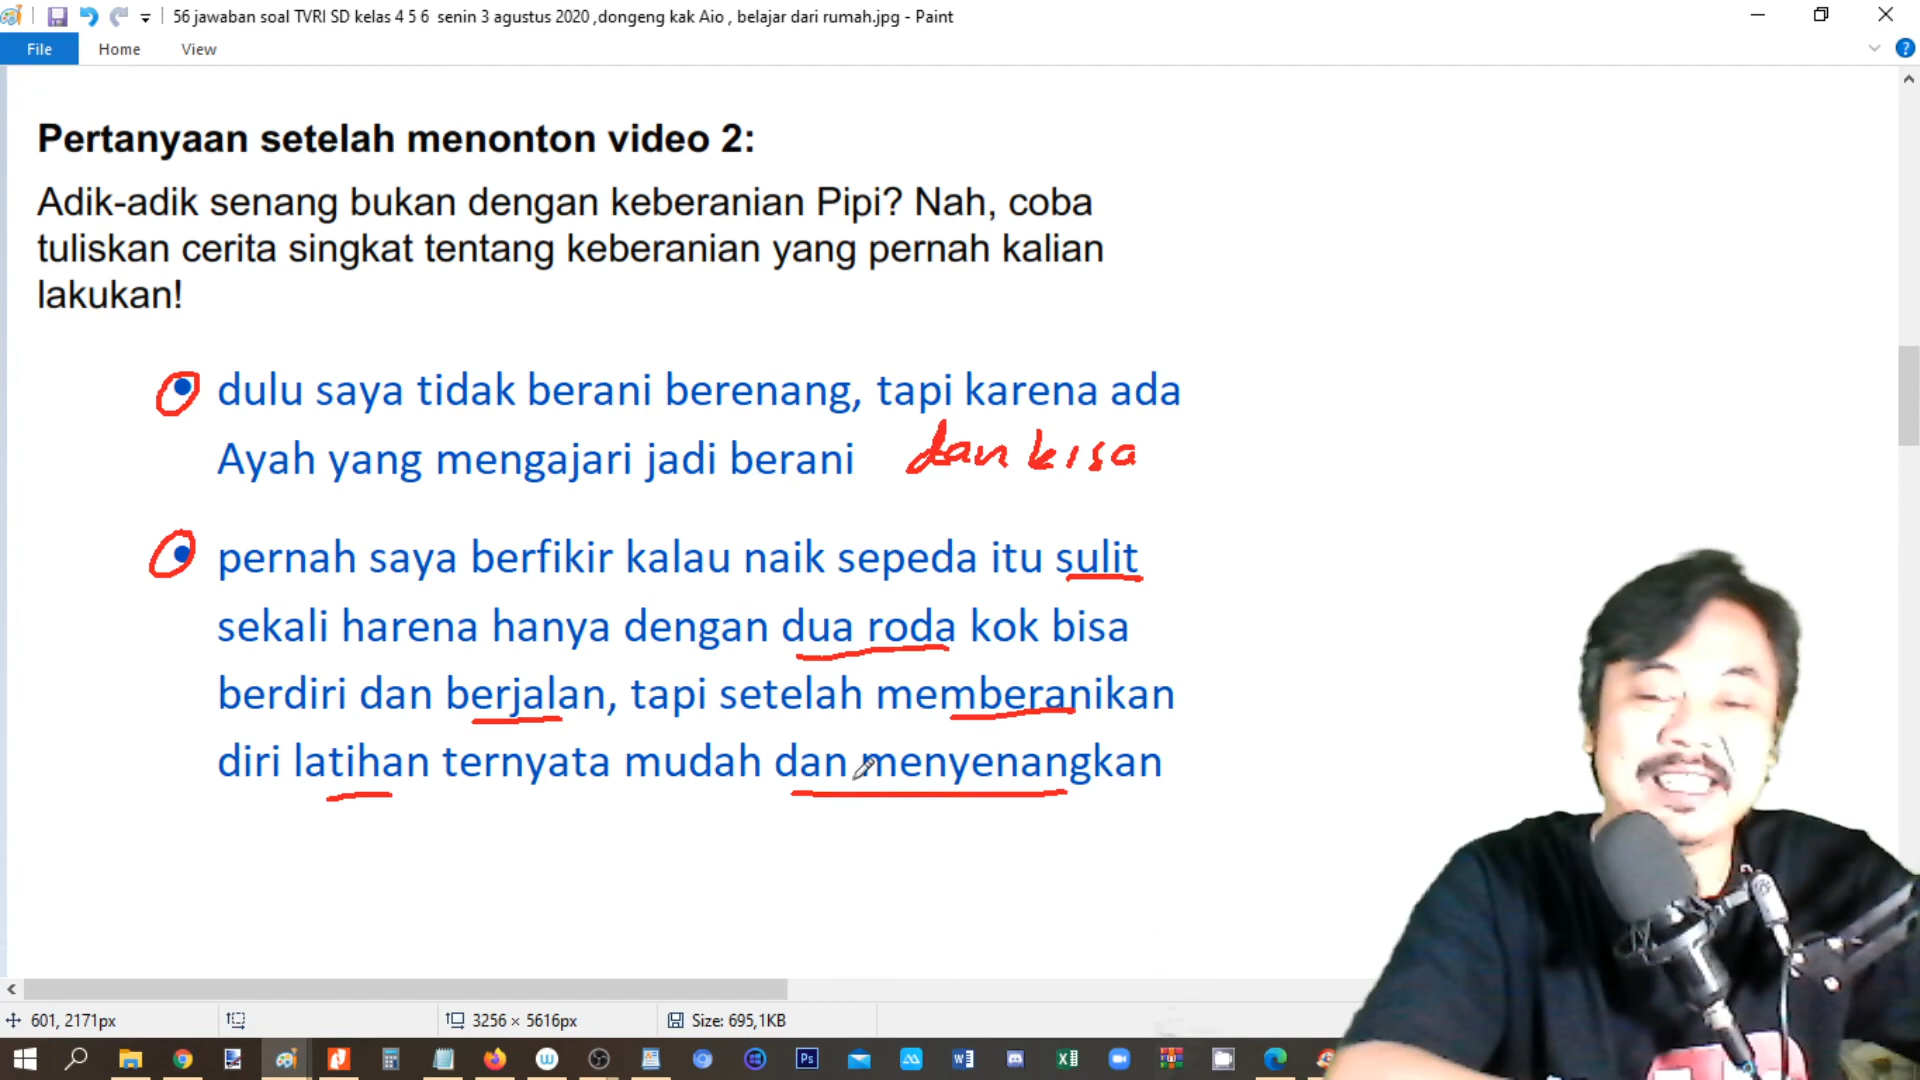 56 jawaban soal TVRI SD kelas 4 5 6 senin 3 agustus 2020 ,dongeng kak Aio , belajar dari rumah.jpg - Paint
File Home View
Pertanyaan setelah menonton video 2:
Adik-adik senang bukan dengan keberanian Pipi? Nah, coba
tuliskan cerita singkat tentang keberanian yang pernah kalian
lakukan!
dulu saya tidak berani berenang, tapi karena ada
Ayah yang mengajari jadi berani dan bisa
pernah saya berfikir kalau naik sepeda itu sulit
sekali harena hanya dengan dua roda kok bisa
berdiri dan berjalan, tapi setelah memberanikan
diri latihan ternyata mudah dan menyenangkan
601, 2171px 3256 × 5616px Size: 695,1KB
Ps